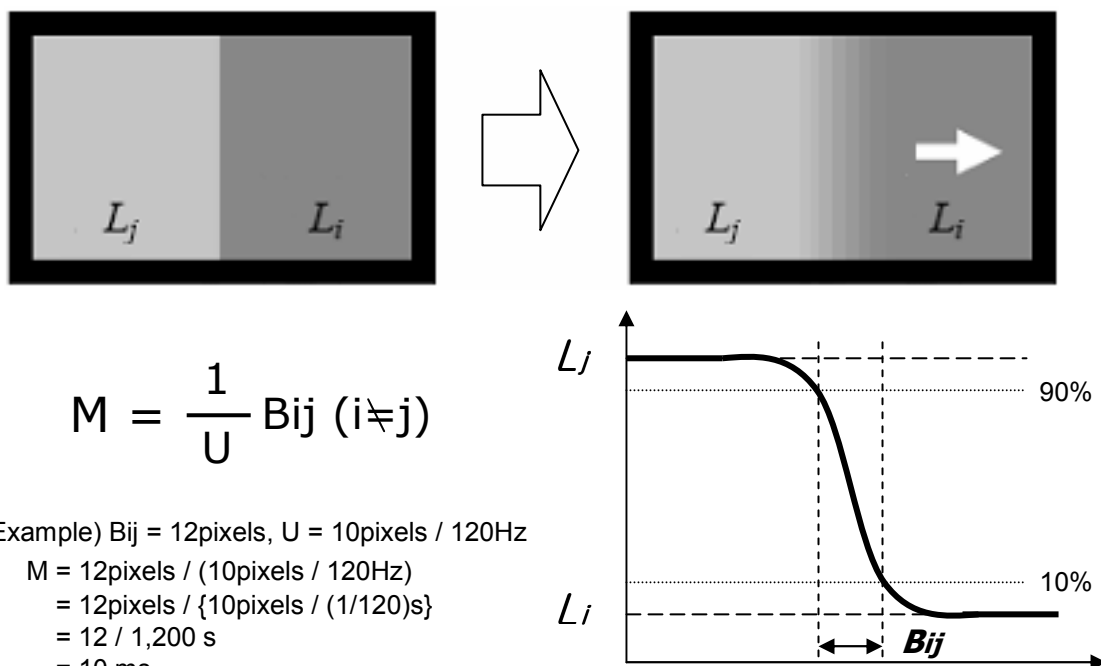 Lj Li
Lj Li
M = 1/U Bij (i≒j)
Example) Bij = 12pixels, U = 10pixels / 120Hz
M = 12pixels / (10pixels / 120Hz)
= 12pixels / {10pixels / (1/120)s}
= 12 / 1,200 s
= 10 ms
Lj
90%
10%
Li
Bij